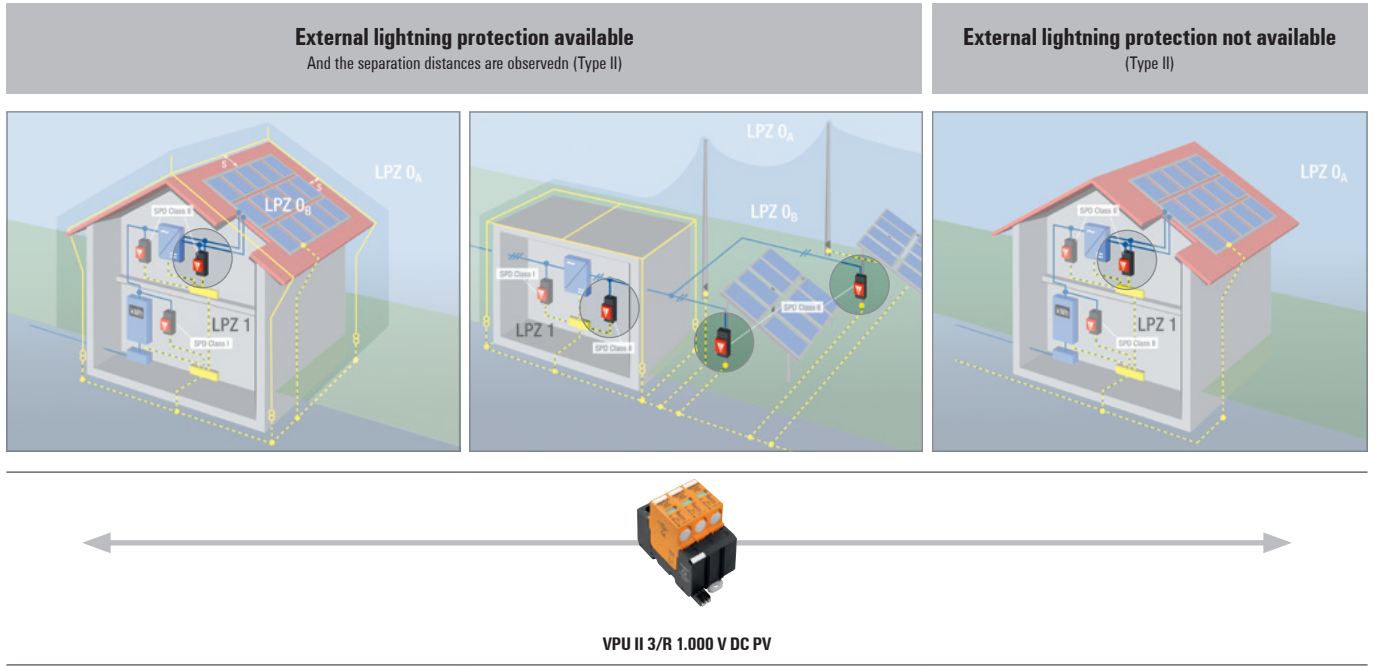 External lightning protection available
And the separation distances are observedn (Type II)
External lightning protection not available
(Type II)
LPZ 0A
S
S
LPZ 0B
SPD Class II
LPZ 1
SPD Class I
LPZ 0A
LPZ 0B
SPD Class I
SPD Class II
LPZ 1
SPD Class II
LPZ 0A
SPD Class II
LPZ 1
SPD Class II
VPU II 3/R 1.000 V DC PV